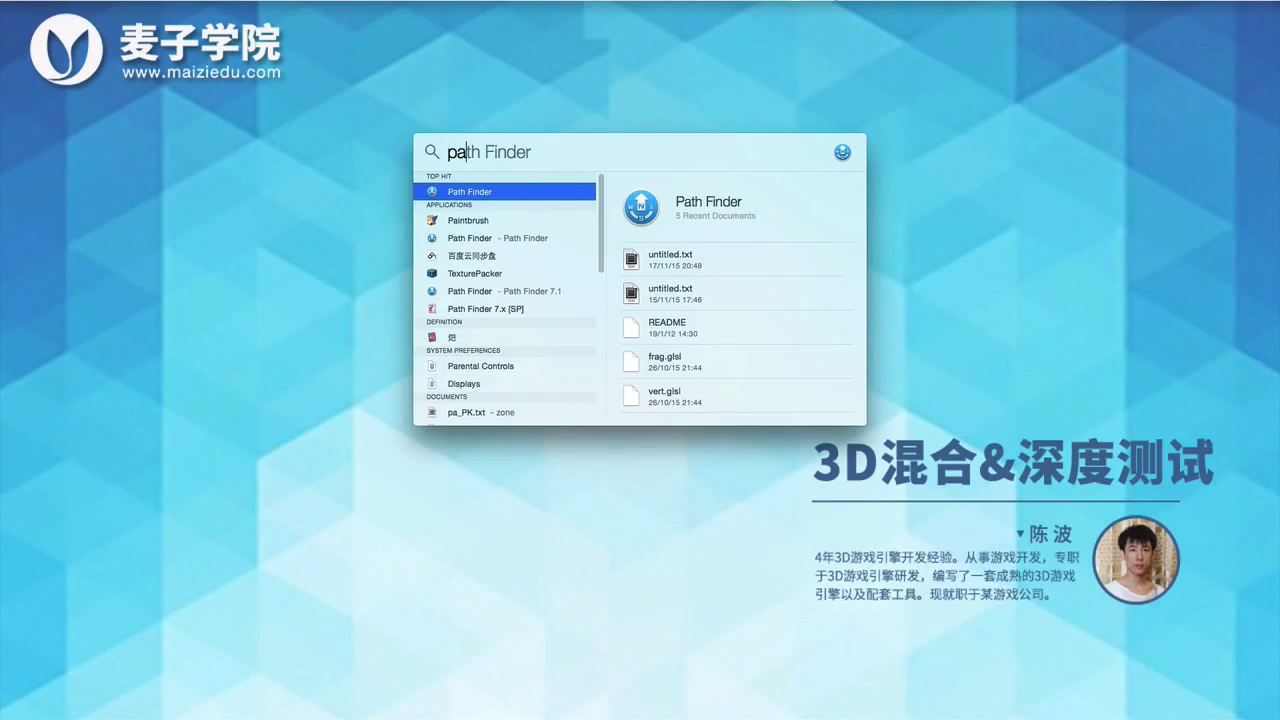 麦子学院
www.maiziedu.com
path Finder
TOP HIT
Path Finder
APPLICATIONS
Paintbrush
Path Finder - Path Finder
百度云同步盘
TexturePacker
Path Finder - Path Finder 7.1
Path Finder 7.x [SP]
DEFINITION
SYSTEM PREFERENCES
Parental Controls
Displays
DOCUMENTS
pa_PK.txt - zone
Path Finder
5 Recent Documents
untitled.txt
17/11/15 20:48
untitled.txt
15/11/15 17:46
README
19/1/12 14:30
frag.glsl
26/10/15 21:44
vert.glsl
26/10/15 21:44
3D混合&深度测试
陈 波
4年3D游戏引擎开发经验。从事游戏开发，专职
于3D游戏引擎研发，编写了一套成熟的3D游戏
引擎以及配套工具。现就职于某游戏公司。